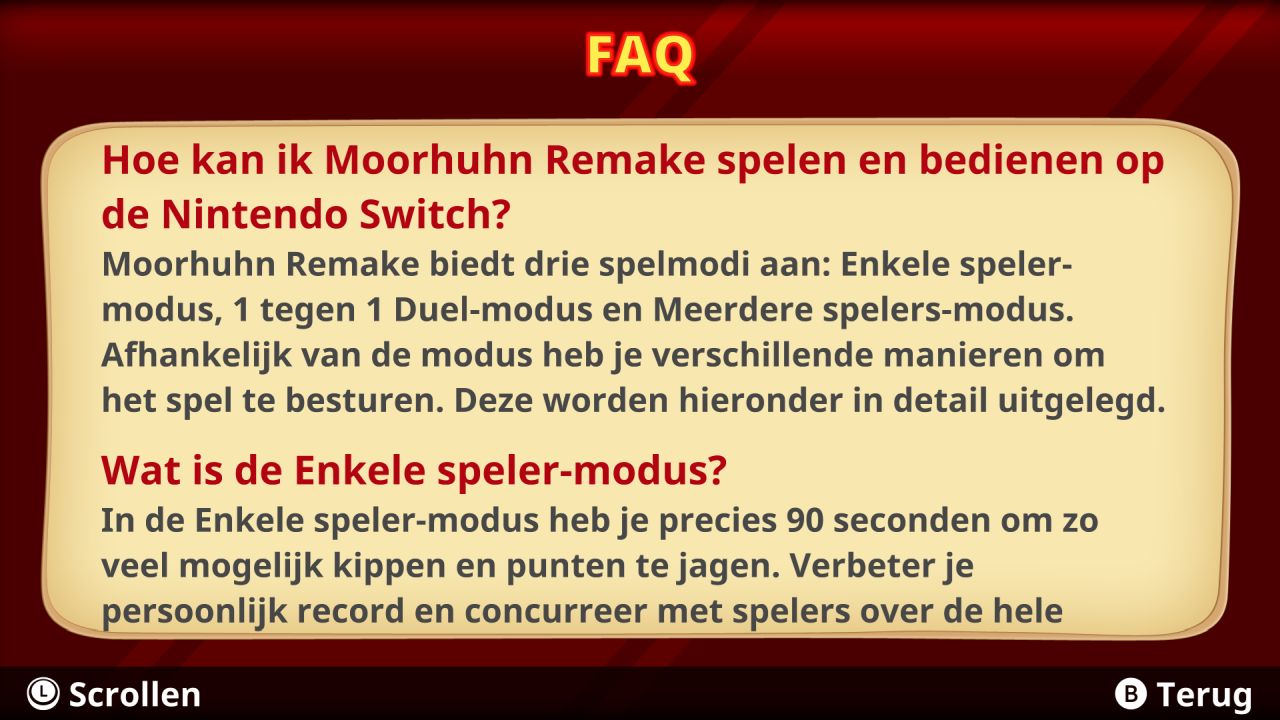 FAQ
Hoe kan ik Moorhuhn Remake spelen en bedienen op
de Nintendo Switch?
Moorhuhn Remake biedt drie spelmodi aan: Enkele speler-
modus, 1 tegen 1 Duel-modus en Meerdere spelers-modus.
Afhankelijk van de modus heb je verschillende manieren om
het spel te besturen. Deze worden hieronder in detail uitgelegd.
Wat is de Enkele speler-modus?
In de Enkele speler-modus heb je precies 90 seconden om zo
veel mogelijk kippen en punten te jagen. Verbeter je
persoonlijk record en concurreer met spelers over de hele
L Scrollen
B Terug